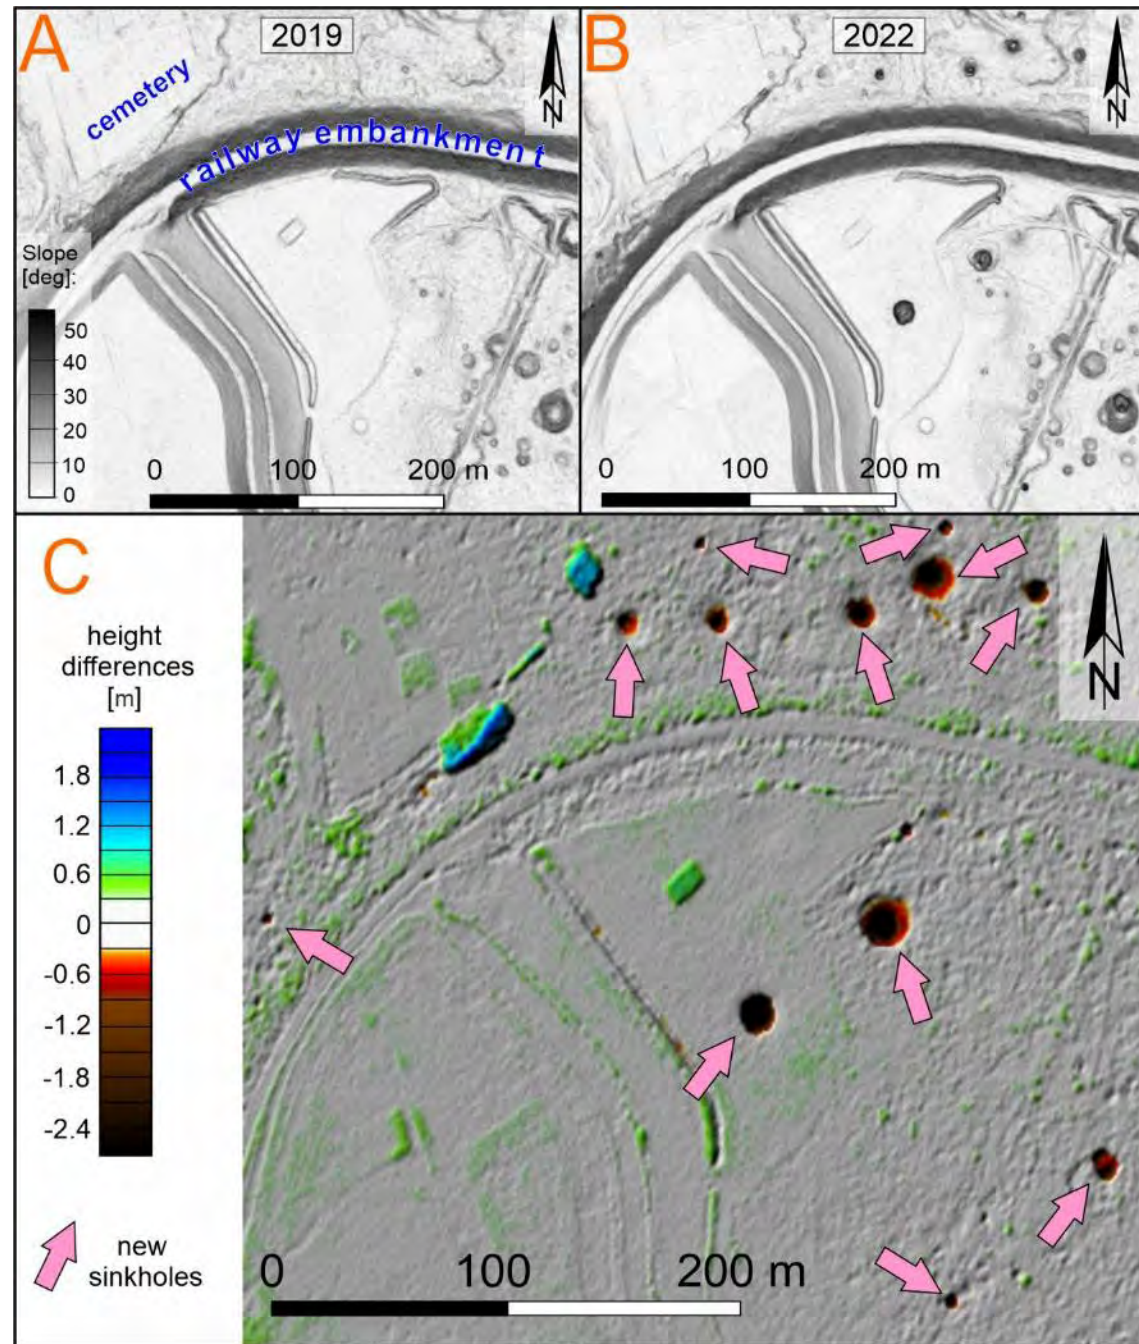 A
2019
N
cemetery
railway embankment
Slope
[deg]:
50
40
30
20
10
0
0
100
200 m
B
2022
N
0
100
200 m
C
height
differences
[m]
1.8
1.2
0.6
0
-0.6
-1.2
-1.8
-2.4
new
sinkholes
N
0
100
200 m